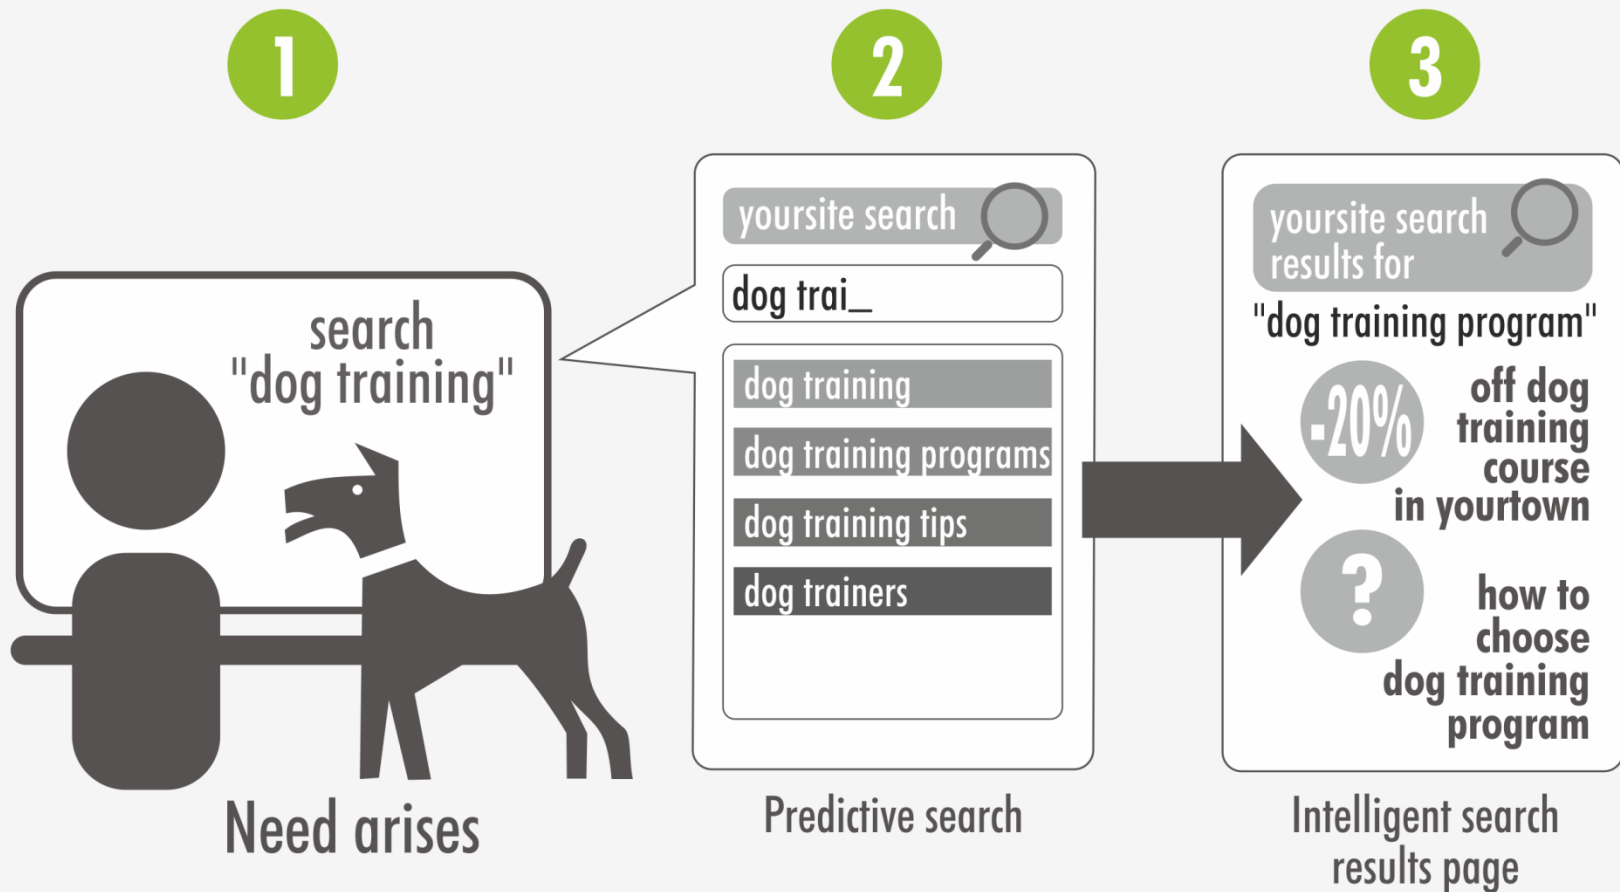 1
search
"dog training"
Need arises
2
yoursite search
dog trai_
dog training
dog training programs
dog training tips
dog trainers
Predictive search
3
yoursite search
results for
"dog training program"
-20%
off dog
training
course
in yourtown
?
how to
choose
dog training
program
Intelligent search
results page